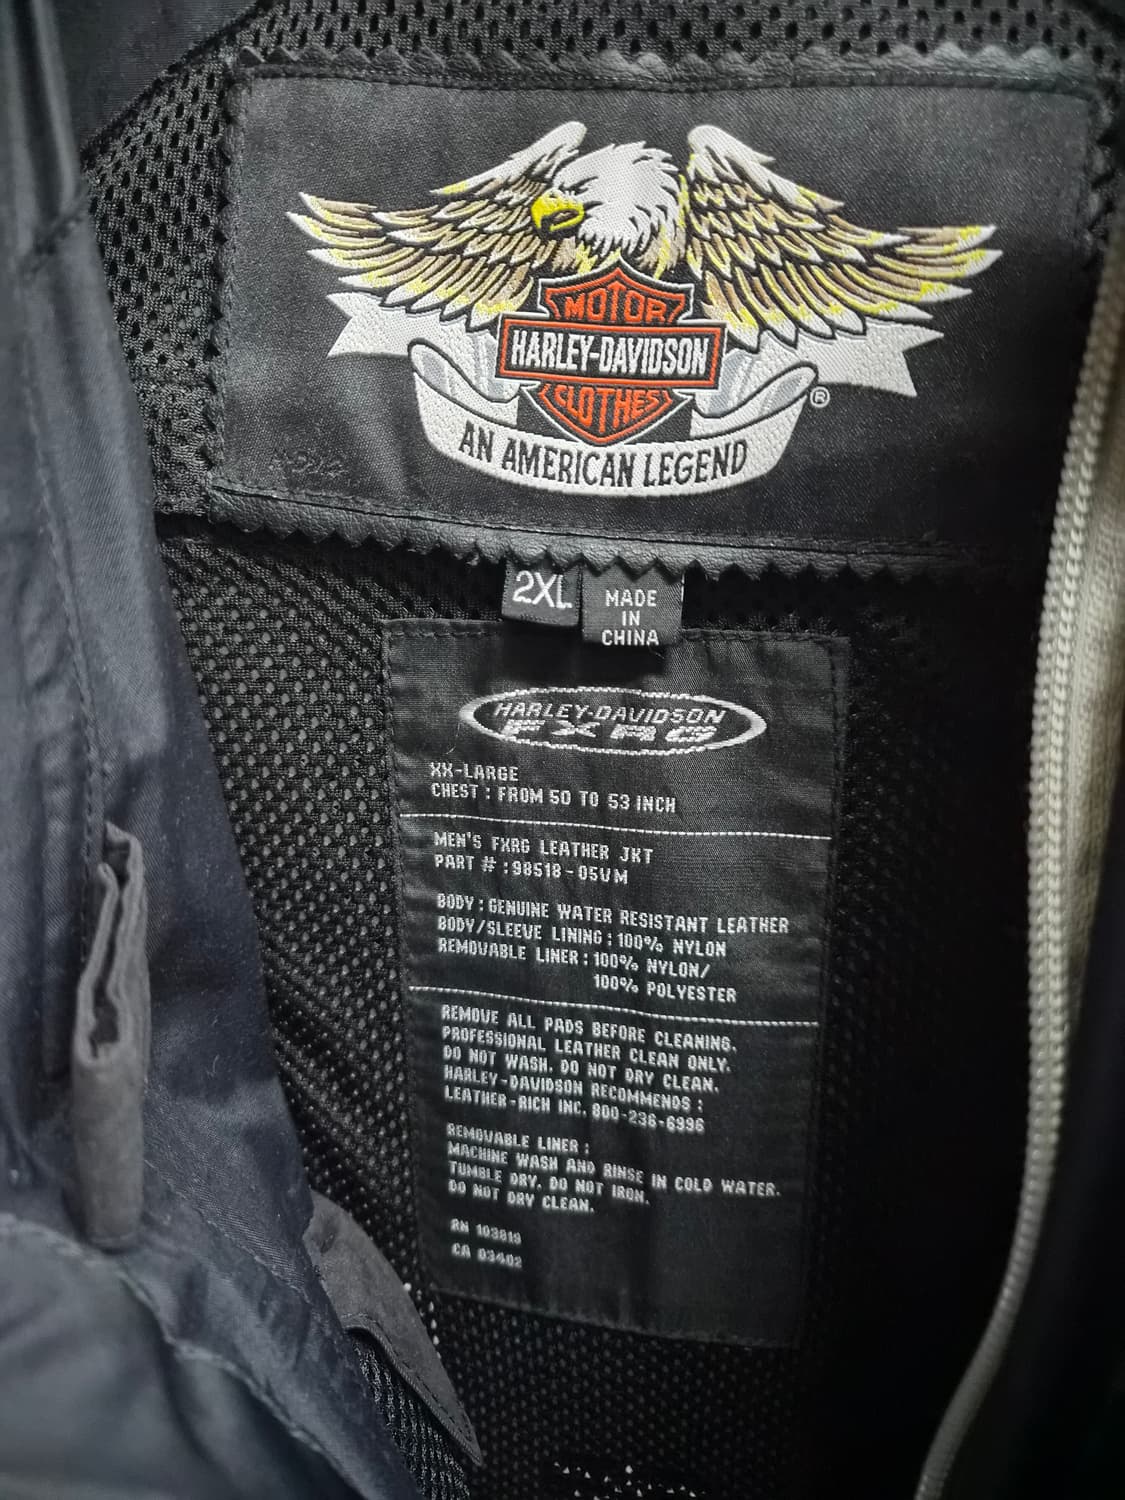 MOTOR
HARLEY-DAVIDSON
CLOTHES
®
AN AMERICAN LEGEND
2XL
MADE
IN
CHINA
HARLEY-DAVIDSON
FXRG
XX-LARGE
CHEST : FROM 50 TO 53 INCH
MEN'S FXRG LEATHER JKT
PART # : 98518-05VM
BODY : GENUINE WATER RESISTANT LEATHER
BODY/SLEEVE LINING : 100% NYLON
REMOVABLE LINER : 100% NYLON/
100% POLYESTER
REMOVE ALL PADS BEFORE CLEANING.
PROFESSIONAL LEATHER CLEAN ONLY.
DO NOT WASH. DO NOT DRY CLEAN.
HARLEY-DAVIDSON RECOMMENDS :
LEATHER-RICH INC. 800-236-6996
REMOVABLE LINER :
MACHINE WASH AND RINSE IN COLD WATER.
TUMBLE DRY. DO NOT IRON.
DO NOT DRY CLEAN.
RN 103819
CA 03402